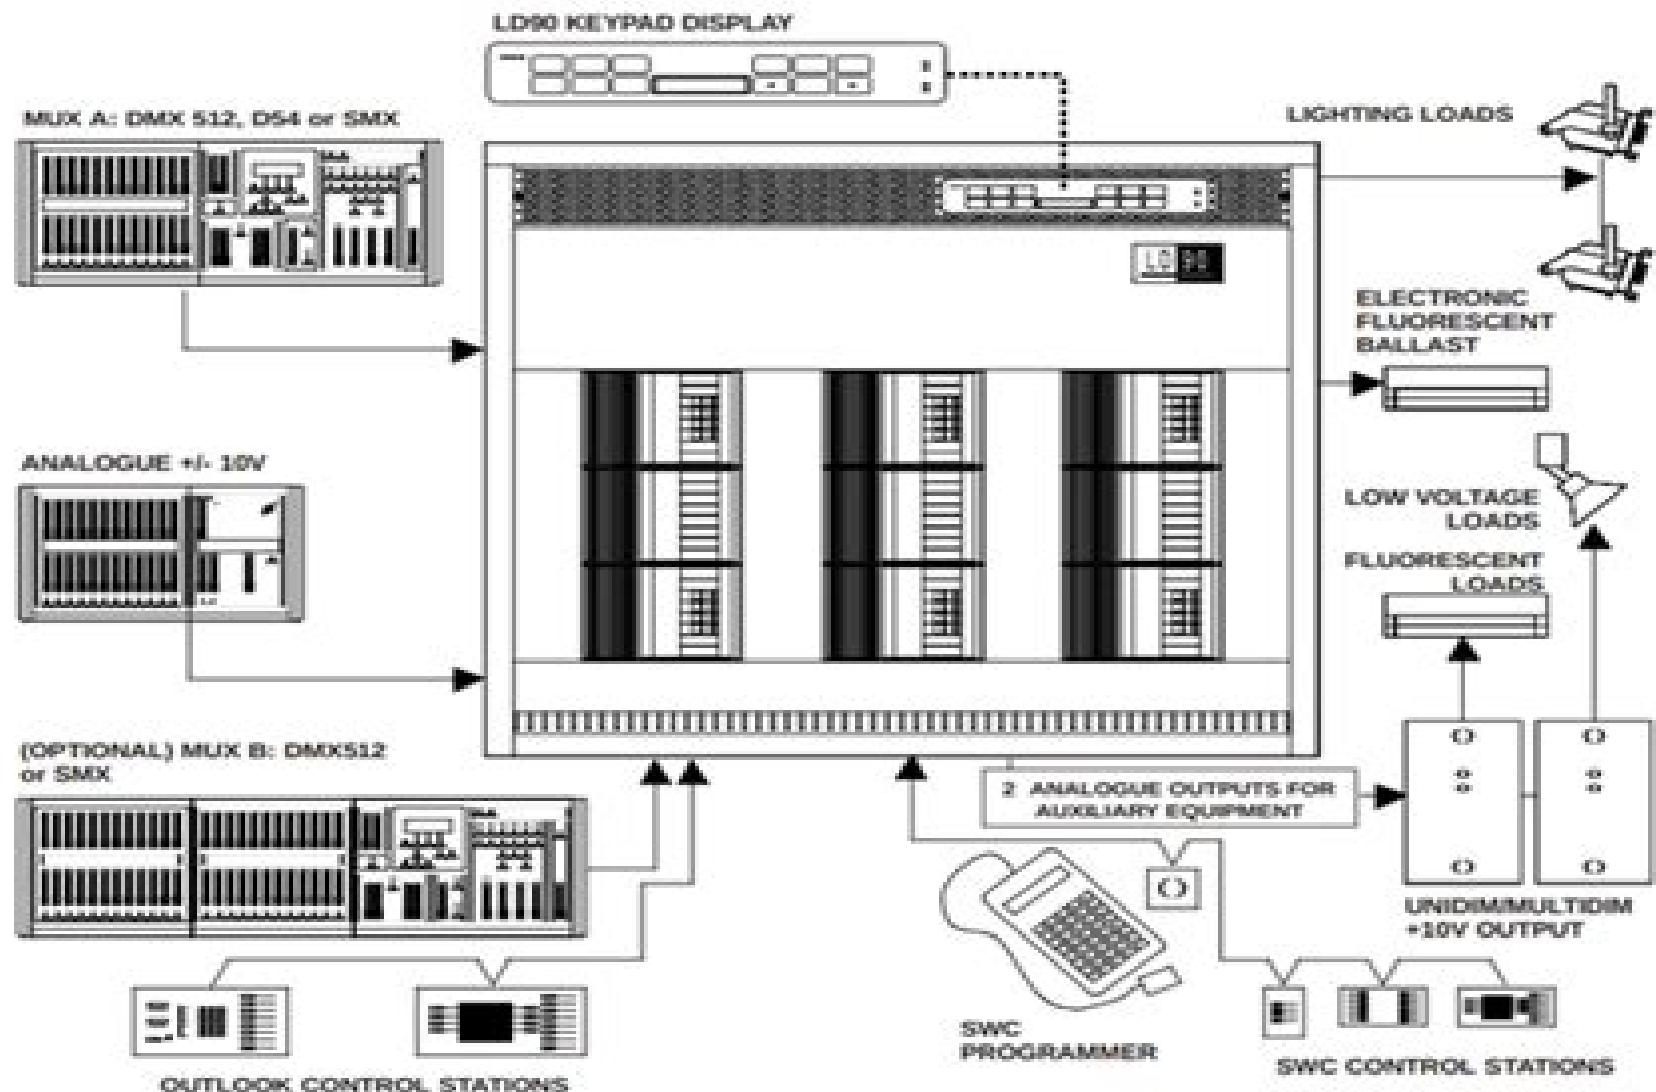 LD90 KEYPAD DISPLAY
MUX A: DMX 512, D54 or SMX
LIGHTING LOADS
ELECTRONIC
FLUORESCENT
BALLAST
ANALOGUE +/- 10V
LOW VOLTAGE
LOADS
FLUORESCENT
LOADS
(OPTIONAL) MUX B: DMX512
or SMX
2 ANALOGUE OUTPUTS FOR
AUXILIARY EQUIPMENT
UNIDIM/MULTIDIM
+10V OUTPUT
SWC
PROGRAMMER
SWC CONTROL STATIONS
OUTLOOK CONTROL STATIONS